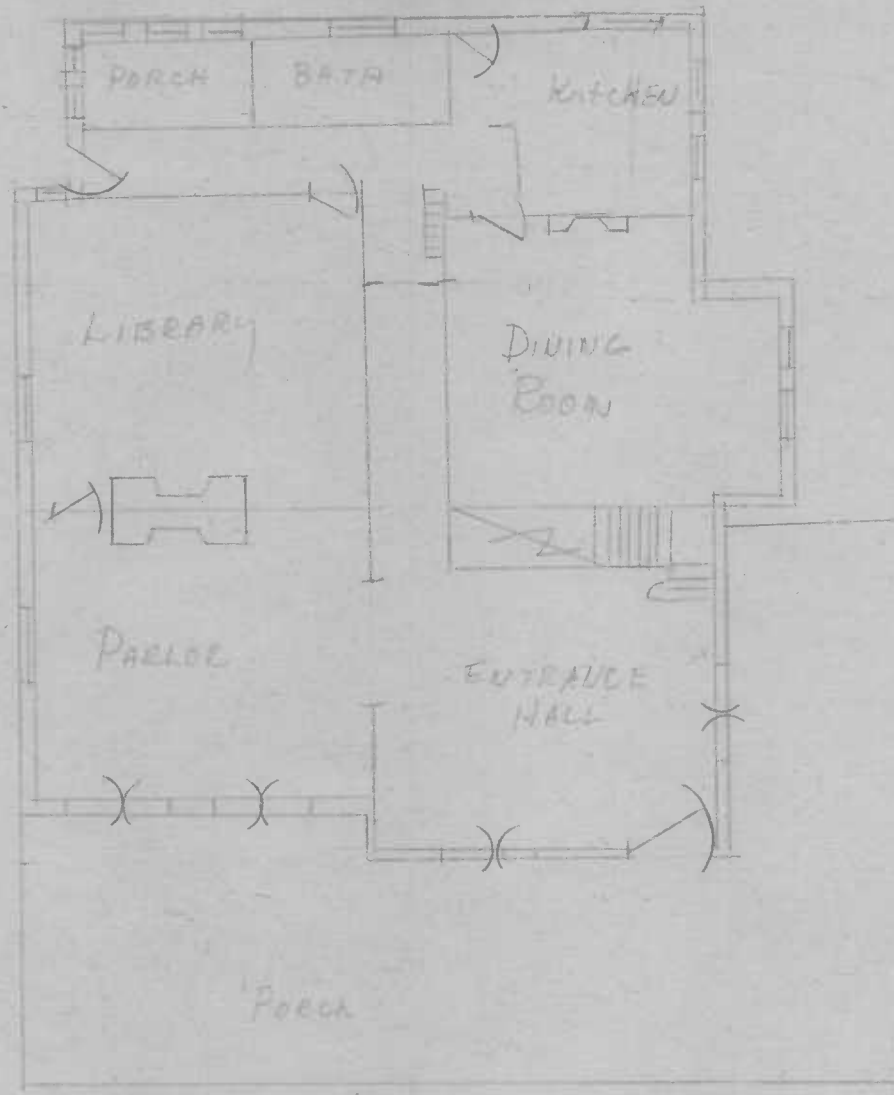 PORCH
BATH
KITCHEN
LIBRARY
DINING
ROOM
PARLOR
ENTRANCE
HALL
PORCH